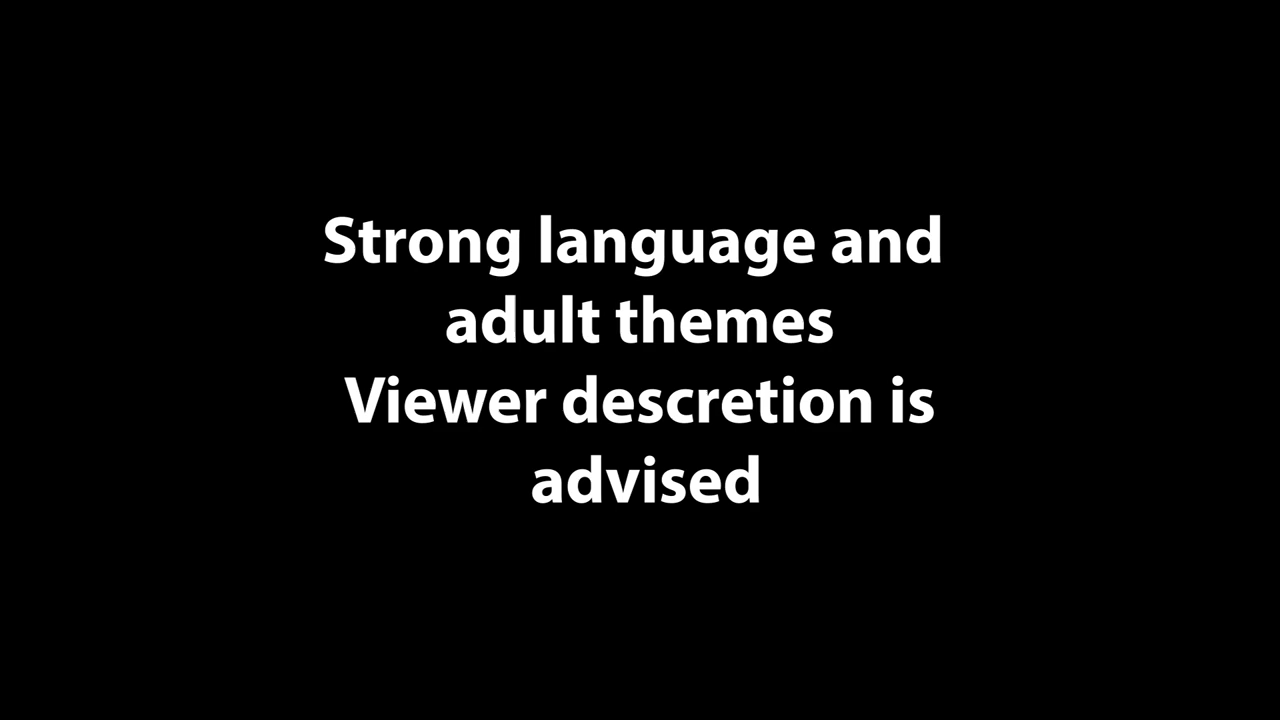 Strong language and
adult themes
Viewer descretion is
advised